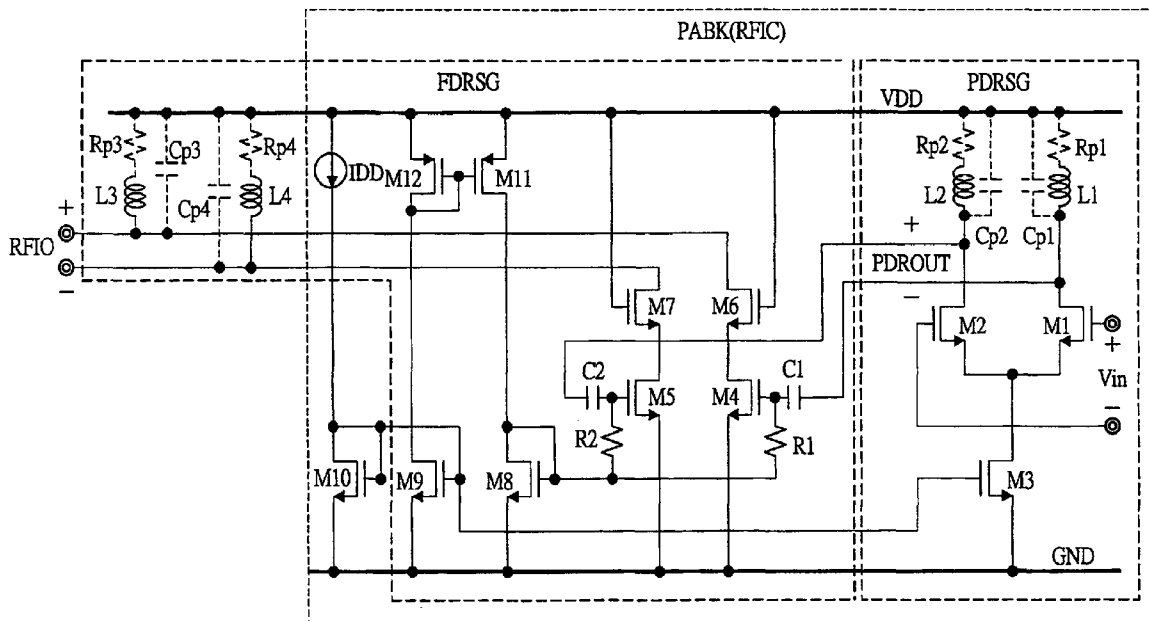 PABK(RFIC)
FDRSG
PDRSG
VDD
Rp3
Cp3
Rp4
L3
Cp4
L4
IDD
M12
M11
Rp2
Rp1
L2
L1
Cp2
Cp1
+
RFIO
−
+
PDROUT
−
M7
M6
M2
M1
+
Vin
−
C2
C1
M5
M4
R2
R1
M10
M9
M8
M3
GND